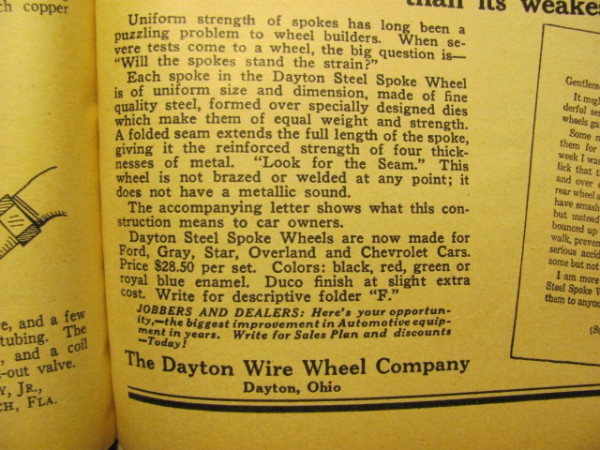 ch copper
than its weakes
Uniform strength of spokes has long been a
puzzling problem to wheel builders. When se-
vere tests come to a wheel, the big question is—
"Will the spokes stand the strain?"
Each spoke in the Dayton Steel Spoke Wheel
is of uniform size and dimension, made of fine
quality steel, formed over specially designed dies
which make them of equal weight and strength.
A folded seam extends the full length of the spoke,
giving it the reinforced strength of four thick-
nesses of metal. "Look for the Seam." This
wheel is not brazed or welded at any point; it
does not have a metallic sound.
The accompanying letter shows what this con-
struction means to car owners.
Dayton Steel Spoke Wheels are now made for
Ford, Gray, Star, Overland and Chevrolet Cars.
Price $28.50 per set. Colors: black, red, green or
royal blue enamel. Duco finish at slight extra
cost. Write for descriptive folder "F."
JOBBERS AND DEALERS: Here's your opportun-
ity,—the biggest improvement in Automotive equip-
ment in years. Write for Sales Plan and discounts
—Today!
The Dayton Wire Wheel Company
Dayton, Ohio
e, and a few
tubing. The
, and a coil
-out valve.
Y, JR.,
CH, FLA.
Gentleme
It mig
derful ser
wheels ga
Some m
them for
week I was
lick that t
and over
rear wheel s
have smash
but instead
bounced up
walk, preven
serious accid
some but not
I am more
Steel Spoke W
them to anyo
(S